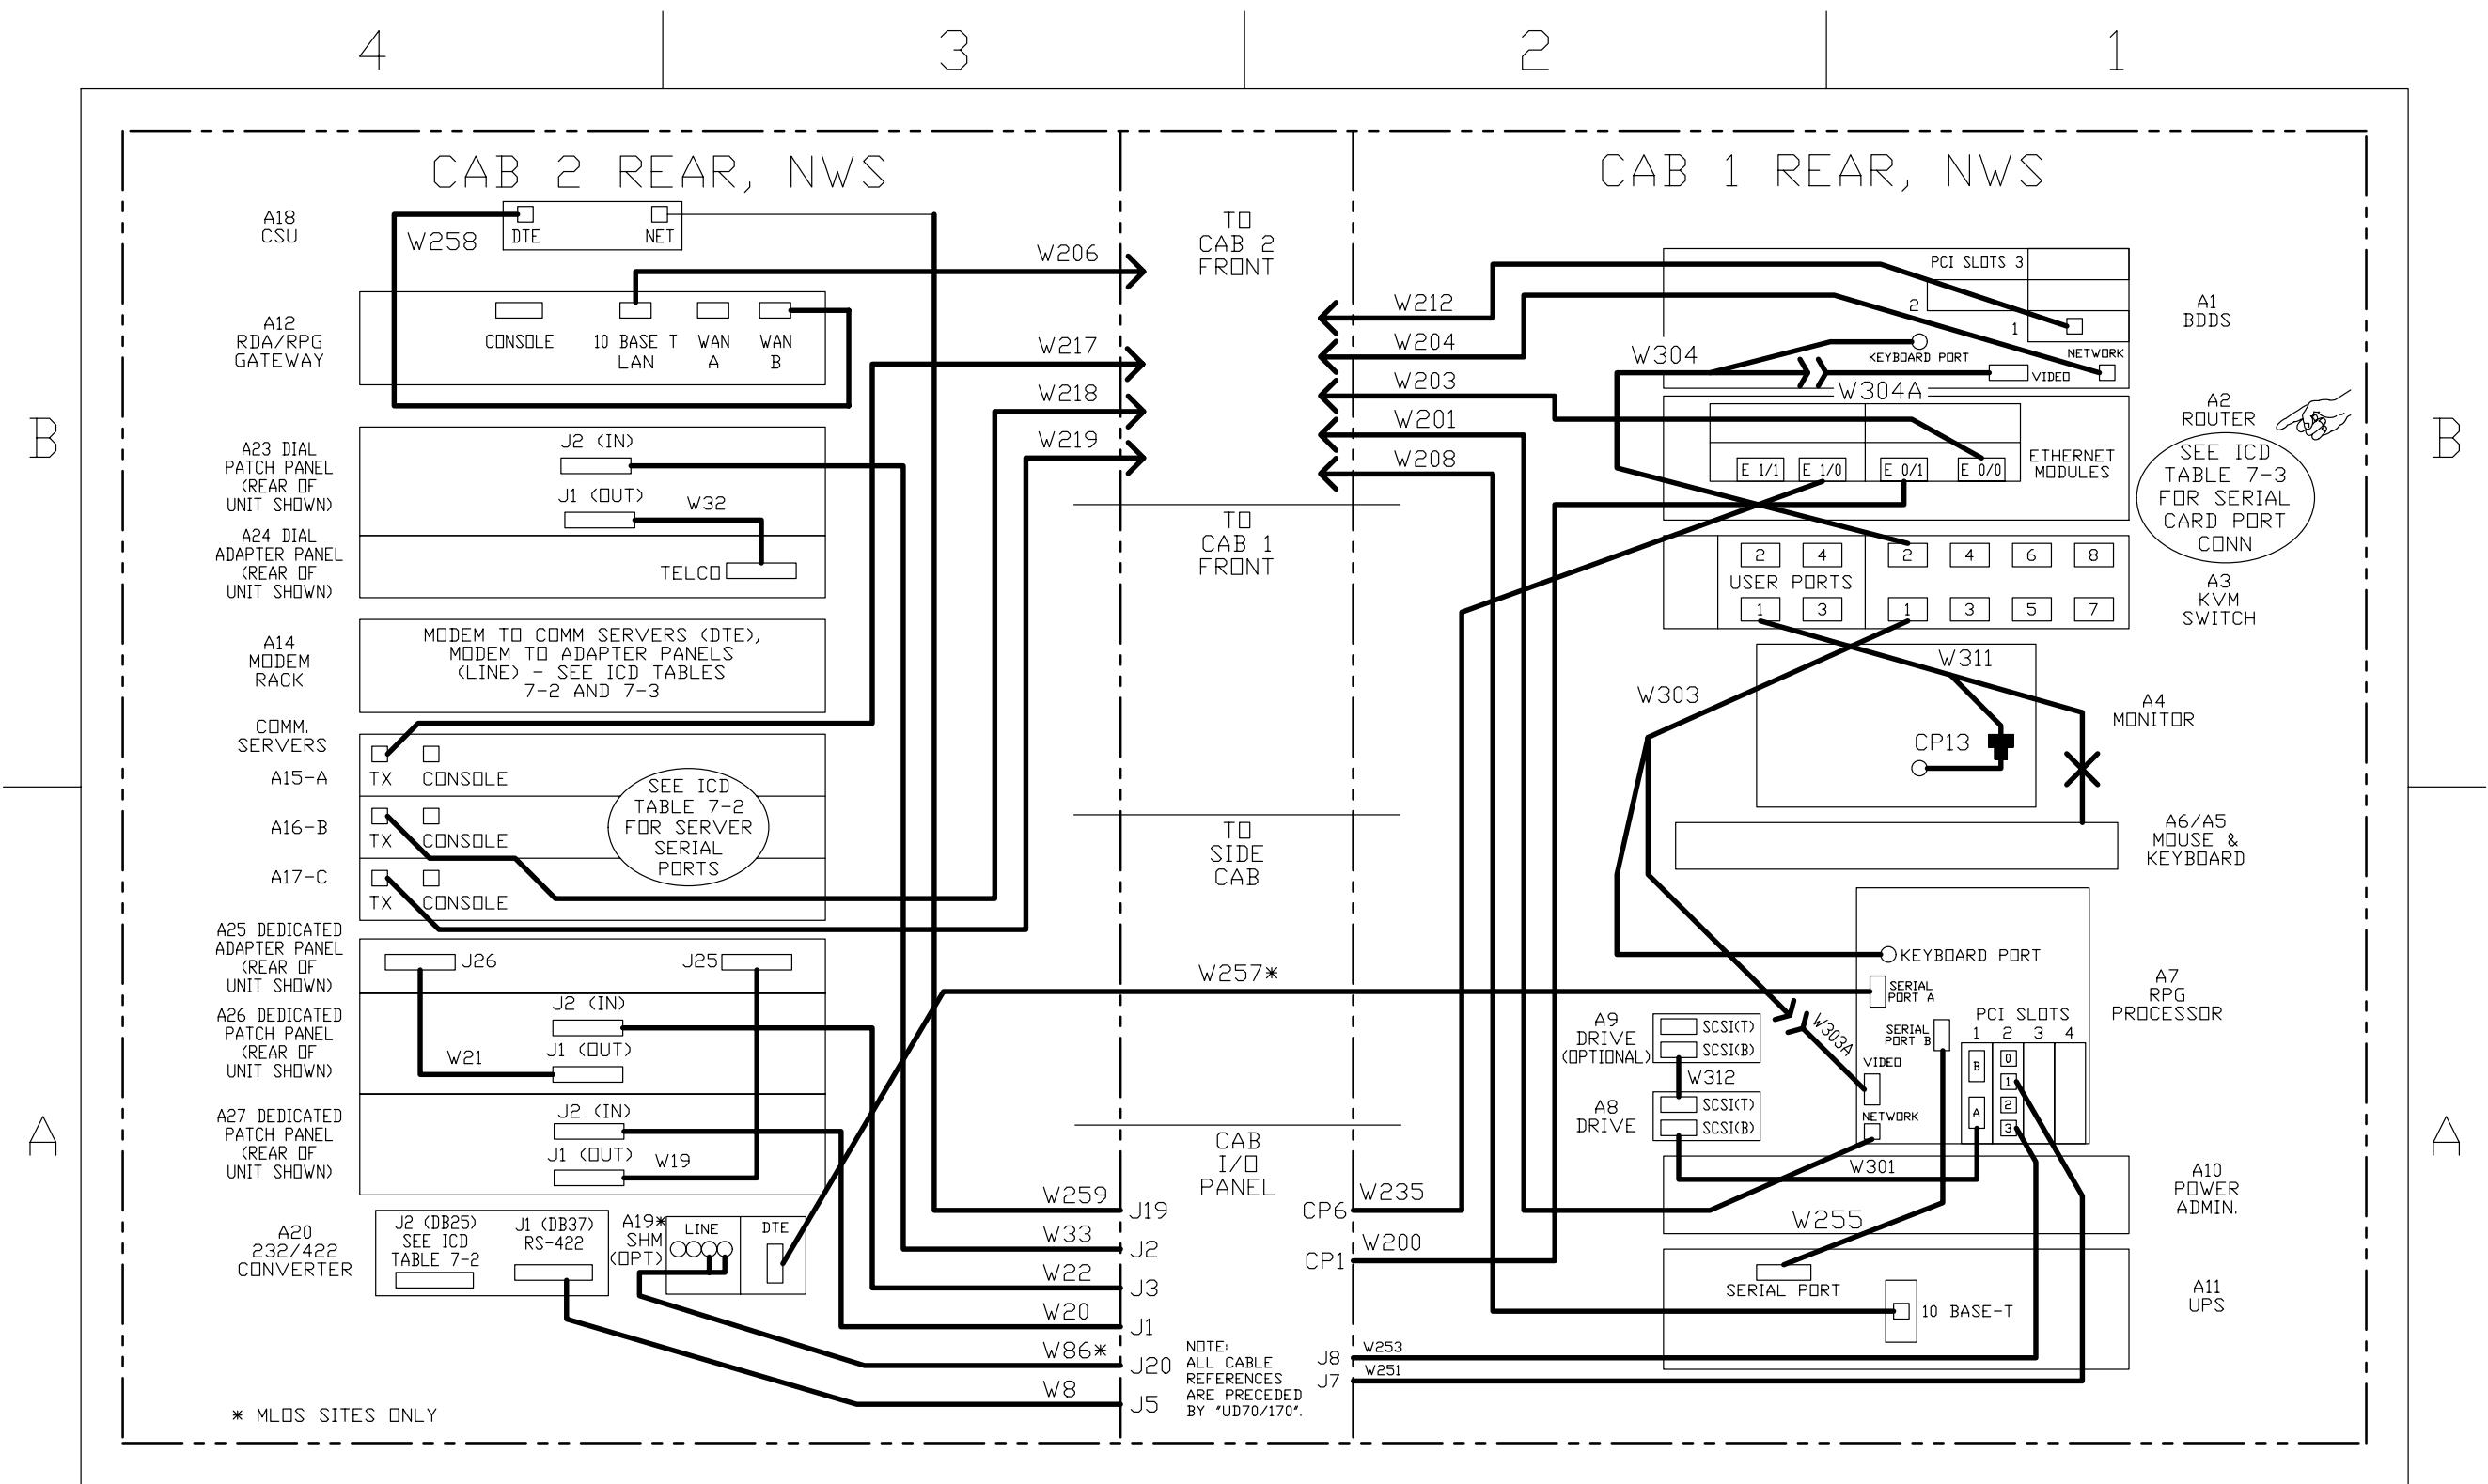 4
3
2
1
B
A
B
A
CAB 2 REAR, NWS
A18
CSU
W258
DTE
NET
W206
A12
RDA/RPG
GATEWAY
CONSOLE
10 BASE T
LAN
WAN
A
WAN
B
W217
W218
W219
A23 DIAL
PATCH PANEL
(REAR OF
UNIT SHOWN)
J2 (IN)
J1 (OUT)
W32
A24 DIAL
ADAPTER PANEL
(REAR OF
UNIT SHOWN)
TELCO
A14
MODEM
RACK
MODEM TO COMM SERVERS (DTE),
MODEM TO ADAPTER PANELS
(LINE) - SEE ICD TABLES
7-2 AND 7-3
COMM.
SERVERS
A15-A
TX
CONSOLE
A16-B
TX
CONSOLE
A17-C
TX
CONSOLE
SEE ICD
TABLE 7-2
FOR SERVER
SERIAL
PORTS
A25 DEDICATED
ADAPTER PANEL
(REAR OF
UNIT SHOWN)
J26
J25
A26 DEDICATED
PATCH PANEL
(REAR OF
UNIT SHOWN)
J2 (IN)
J1 (OUT)
W21
A27 DEDICATED
PATCH PANEL
(REAR OF
UNIT SHOWN)
J2 (IN)
J1 (OUT)
W19
A20
232/422
CONVERTER
J2 (DB25)
SEE ICD
TABLE 7-2
J1 (DB37)
RS-422
A19*
SHM
(OPT)
LINE
DTE
W259
W33
W22
W20
W86*
W8
* MLOS SITES ONLY
TO
CAB 2
FRONT
TO
CAB 1
FRONT
TO
SIDE
CAB
W257*
CAB
I/O
PANEL
J19
J2
J3
J1
J20
J5
CP6
CP1
J8
J7
NOTE:
ALL CABLE
REFERENCES
ARE PRECEDED
BY "UD70/170".
CAB 1 REAR, NWS
W212
W204
W203
W201
W208
PCI SLOTS 3
2
1
KEYBOARD PORT
NETWORK
VIDEO
A1
BDDS
W304
W304A
A2
ROUTER
E 1/1
E 1/0
E 0/1
E 0/0
ETHERNET
MODULES
SEE ICD
TABLE 7-3
FOR SERIAL
CARD PORT
CONN
2
4
2
4
6
8
USER PORTS
1
3
1
3
5
7
A3
KVM
SWITCH
W311
W303
CP13
A4
MONITOR
A6/A5
MOUSE &
KEYBOARD
KEYBOARD PORT
SERIAL
PORT A
SERIAL
PORT B
PCI SLOTS
1 2 3 4
B
A
0
1
2
3
A7
RPG
PROCESSOR
W303A
VIDEO
NETWORK
A9
DRIVE
(OPTIONAL)
SCSI(T)
SCSI(B)
W312
A8
DRIVE
SCSI(T)
SCSI(B)
W301
A10
POWER
ADMIN.
W235
W255
W200
SERIAL PORT
10 BASE-T
A11
UPS
W253
W251